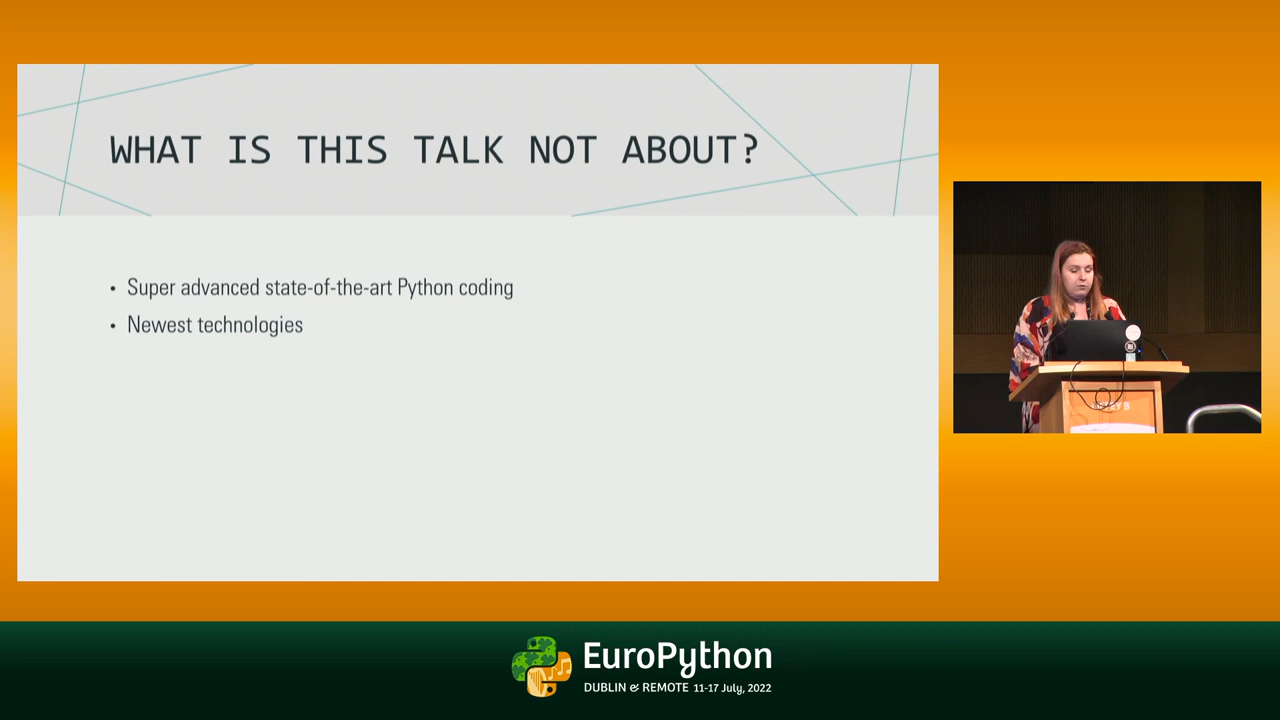 WHAT IS THIS TALK NOT ABOUT?
• Super advanced state-of-the-art Python coding
• Newest technologies
EuroPython
DUBLIN & REMOTE 11-17 July, 2022